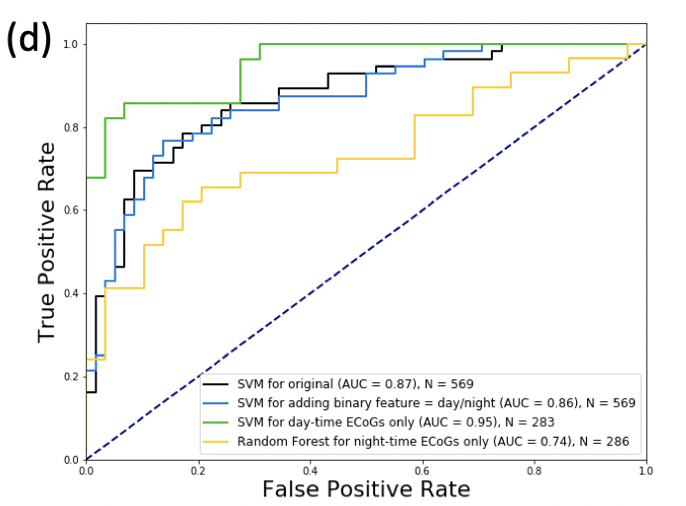 (d)
1.0
0.8
0.6
0.4
0.2
0.0
True Positive Rate
SVM for original (AUC = 0.87), N = 569
SVM for adding binary feature = day/night (AUC = 0.86), N = 569
SVM for day-time ECoGs only (AUC = 0.95), N = 283
Random Forest for night-time ECoGs only (AUC = 0.74), N = 286
0.0 0.2 0.4 0.6 0.8 1.0
False Positive Rate